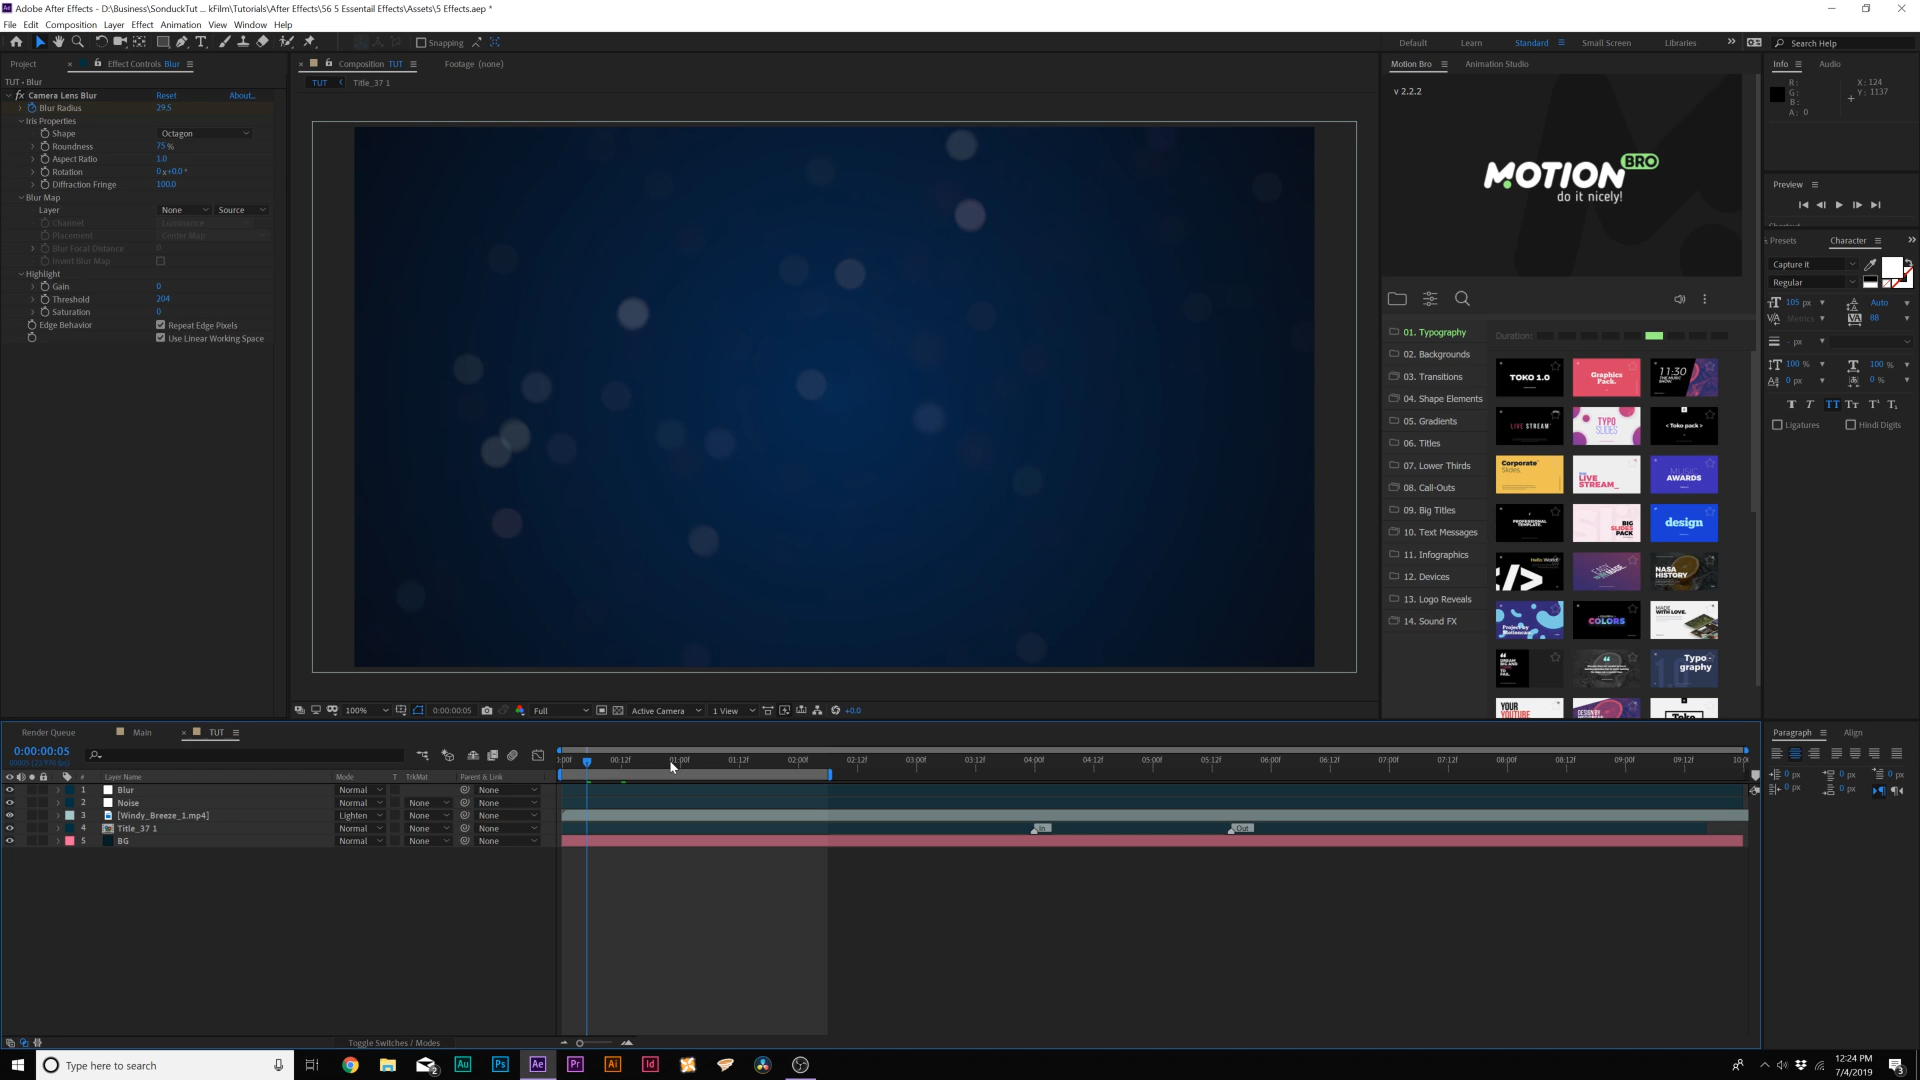 Adobe After Effects - D:\Business\SonduckTut ... kFilm\Tutorials\After Effects\56 5 Essentail Effects\Assets\5 Effects.aep *
File Edit Composition Layer Effect Animation View Window Help
Snapping
Default Learn Standard Small Screen Libraries
Search Help
Project
Effect Controls Blur
Composition TUT
Footage (none)
Motion Bro
Animation Studio
Info
Audio
TUT • Blur
TUT
Title_37 1
Camera Lens Blur Reset About...
Blur Radius 29.5
Iris Properties
Shape Octagon
Roundness 75 %
Aspect Ratio 1.0
Rotation 0 x+0.0 °
Diffraction Fringe 100.0
Blur Map
Layer None Source
Channel Luminance
Placement Center Map
Blur Focal Distance 0
Invert Blur Map
Highlight
Gain 0
Threshold 204
Saturation 0
Edge Behavior Repeat Edge Pixels
Use Linear Working Space
v 2.2.2
MOTION BRO
do it nicely!
R:
G:
B:
A: 0
X: 124
Y: 1137
Preview
Presets
Character
Capture it
Regular
105 px
Auto
Metrics
88
- px
100 %
100 %
0 px
0 %
Ligatures
Hindi Digits
01. Typography
02. Backgrounds
03. Transitions
04. Shape Elements
05. Gradients
06. Titles
07. Lower Thirds
08. Call-Outs
09. Big Titles
10. Text Messages
11. Infographics
12. Devices
13. Logo Reveals
14. Sound FX
Duration:
TOKO 1.0
Graphics Pack.
11:30
LIVE STREAM
TYPO SLIDES
< Toko pack >
Corporate Slides.
LIVE STREAM_
MUSIC AWARDS
PROFESSIONAL TEMPLATE.
BIG SLIDES PACK
design
Hello World!
</>
NASA HISTORY
COLORS
MADE WITH LOVE.
Typo - graphy
YOUR YOUTUBE
100%
0:00:00:05
Full
Active Camera
1 View
+0.0
Render Queue
Main
TUT
0:00:00:05
00005 (23.976 fps)
# Layer Name Mode T TrkMat Parent & Link
1 Blur Normal None
2 Noise Normal None None
3 [Windy_Breeze_1.mp4] Lighten None None
4 Title_37 1 Normal None None
5 BG Normal None None
00:12f 01:00f 01:12f 02:00f 02:12f 03:00f 03:12f 04:00f 04:12f 05:00f 05:12f 06:00f 06:12f 07:00f 07:12f 08:00f 08:12f 09:00f 09:12f
In
Out
Toggle Switches / Modes
Paragraph
Align
0 px
0 px
0 px
0 px
0 px
Type here to search
2
Au
Ps
Ae
Pr
Ai
Id
12:24 PM
7/4/2019
3